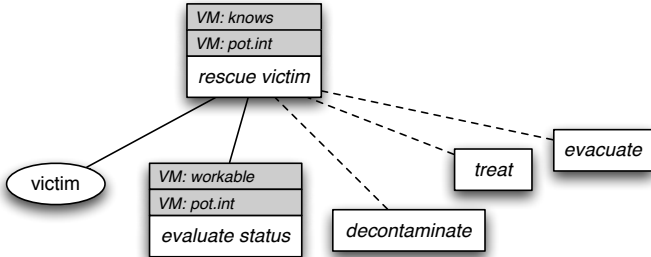 VM: knows
VM: pot.int
rescue victim
victim
VM: workable
VM: pot.int
evaluate status
decontaminate
treat
evacuate